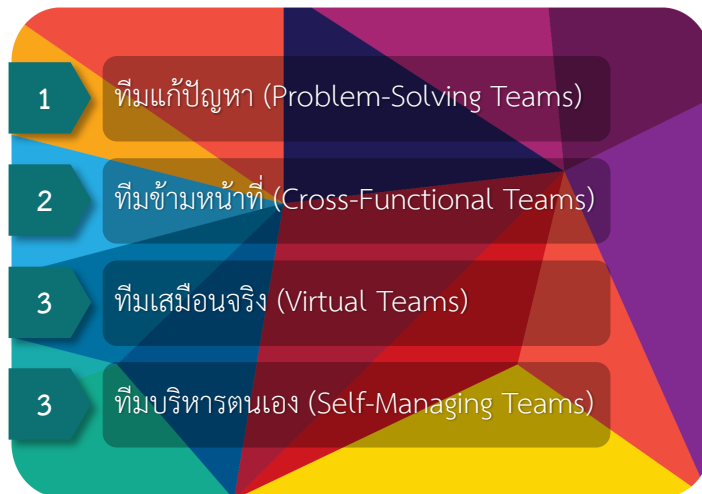 1 ทีมแก้ปัญหา (Problem-Solving Teams)
2 ทีมข้ามหน้าที่ (Cross-Functional Teams)
3 ทีมเสมือนจริง (Virtual Teams)
3 ทีมบริหารตนเอง (Self-Managing Teams)